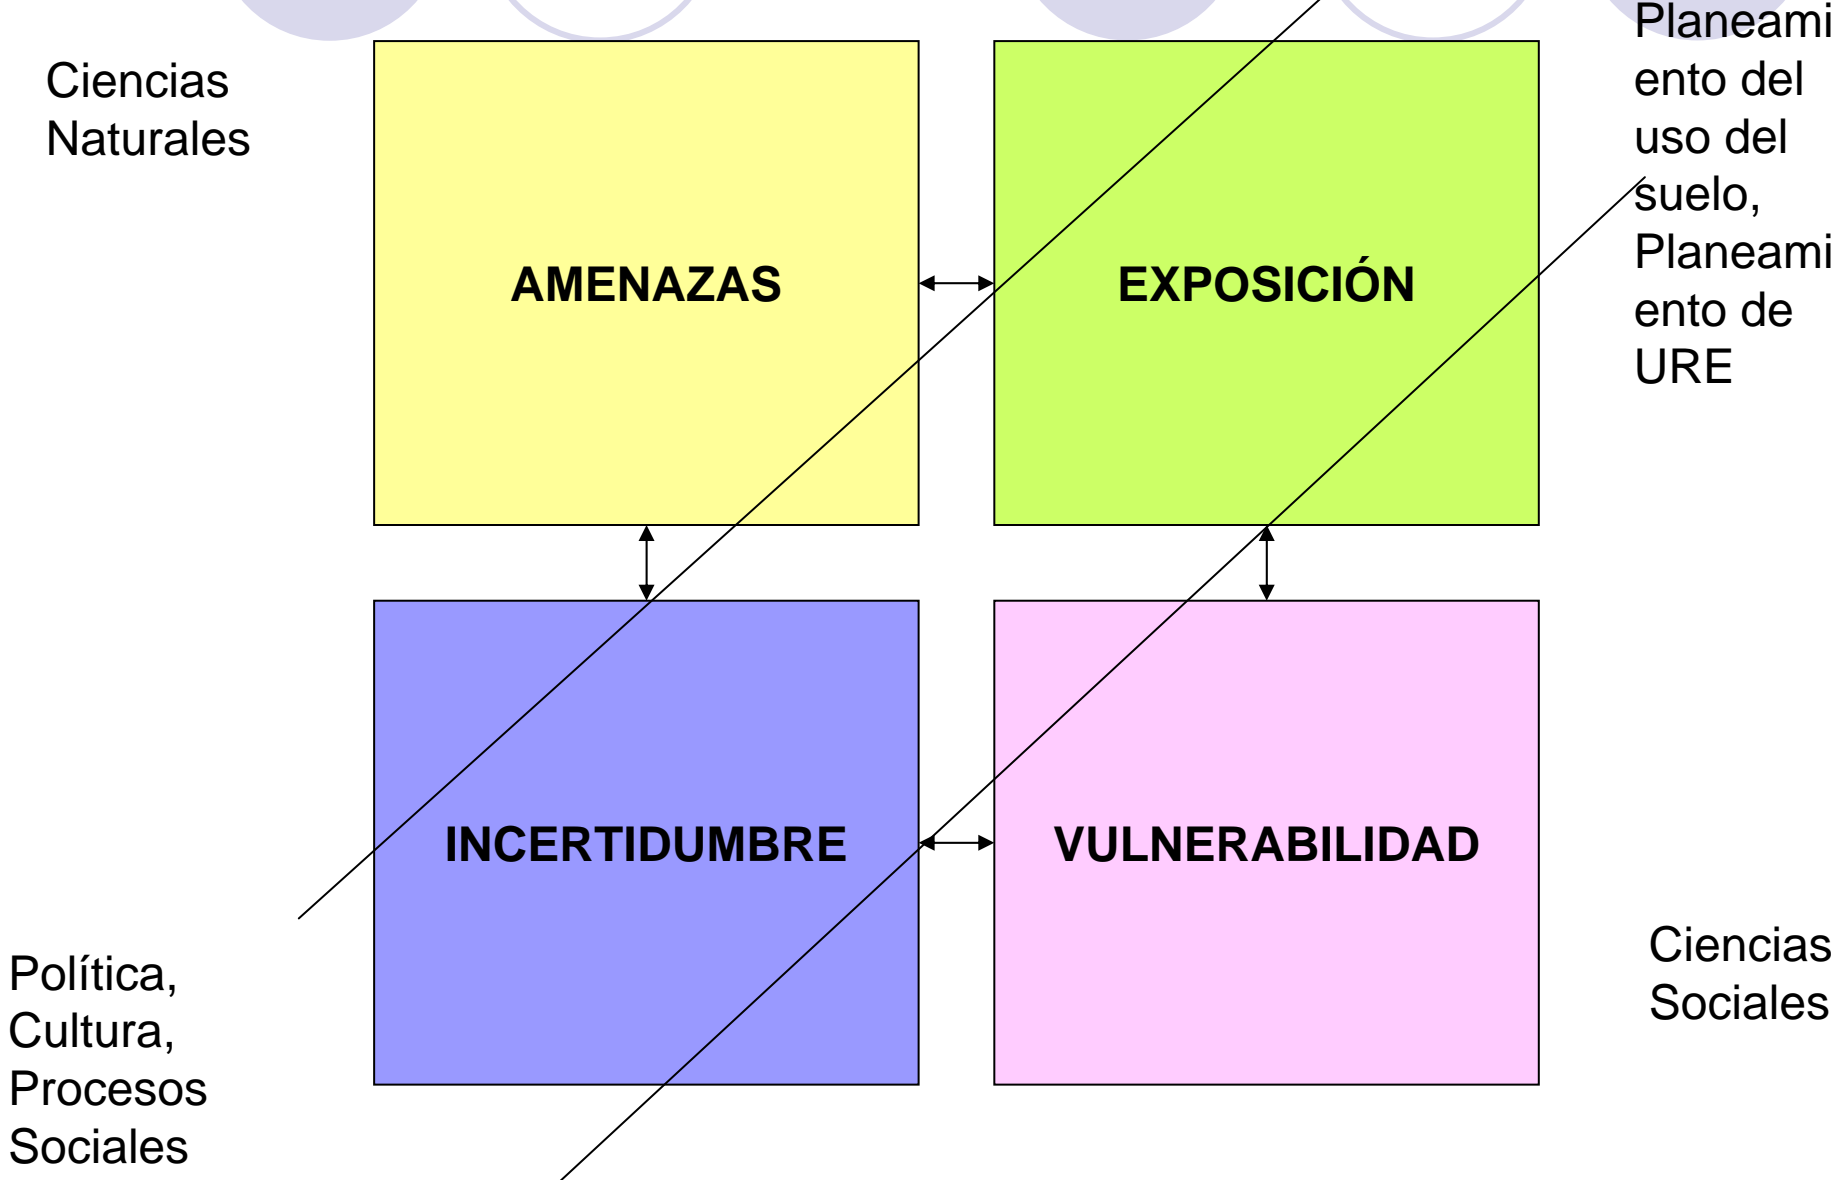 Ciencias
Naturales
AMENAZAS
EXPOSICIÓN
Planeami
ento del
uso del
suelo,
Planeami
ento de
URE
INCERTIDUMBRE
VULNERABILIDAD
Política,
Cultura,
Procesos
Sociales
Ciencias
Sociales